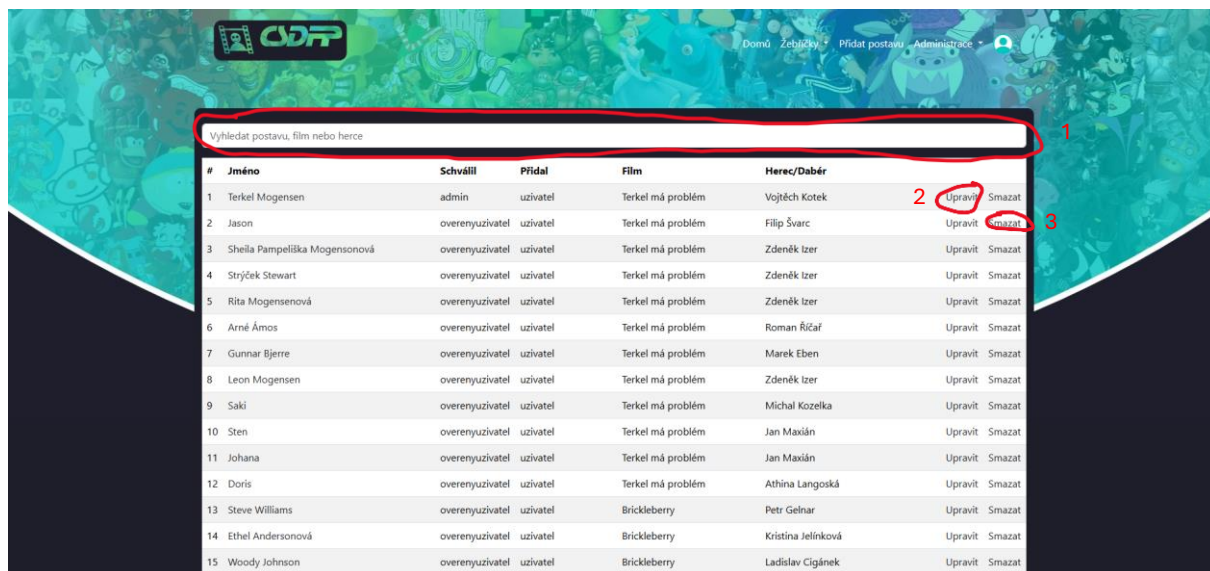 CSDFP
Domů Žebříčky Přidat postavu Administrace
Vyhledat postavu, film nebo herce 1
# Jméno Schválil Přidal Film Herec/Dabér
1 Terkel Mogensen admin uzivatel Terkel má problém Vojtěch Kotek 2 Upravit Smazat
2 Jason overenyuzivatel uzivatel Terkel má problém Filip Švarc Upravit Smazat 3
3 Sheila Pampeliška Mogensonová overenyuzivatel uzivatel Terkel má problém Zdeněk Izer Upravit Smazat
4 Strýček Stewart overenyuzivatel uzivatel Terkel má problém Zdeněk Izer Upravit Smazat
5 Rita Mogensenová overenyuzivatel uzivatel Terkel má problém Zdeněk Izer Upravit Smazat
6 Arné Ámos overenyuzivatel uzivatel Terkel má problém Roman Říčař Upravit Smazat
7 Gunnar Bjerre overenyuzivatel uzivatel Terkel má problém Marek Eben Upravit Smazat
8 Leon Mogensen overenyuzivatel uzivatel Terkel má problém Zdeněk Izer Upravit Smazat
9 Saki overenyuzivatel uzivatel Terkel má problém Michal Kozelka Upravit Smazat
10 Sten overenyuzivatel uzivatel Terkel má problém Jan Maxián Upravit Smazat
11 Johana overenyuzivatel uzivatel Terkel má problém Jan Maxián Upravit Smazat
12 Doris overenyuzivatel uzivatel Terkel má problém Athina Langoská Upravit Smazat
13 Steve Williams overenyuzivatel uzivatel Brickleberry Petr Gelnar Upravit Smazat
14 Ethel Andersonová overenyuzivatel uzivatel Brickleberry Kristina Jelínková Upravit Smazat
15 Woody Johnson overenyuzivatel uzivatel Brickleberry Ladislav Cigánek Upravit Smazat